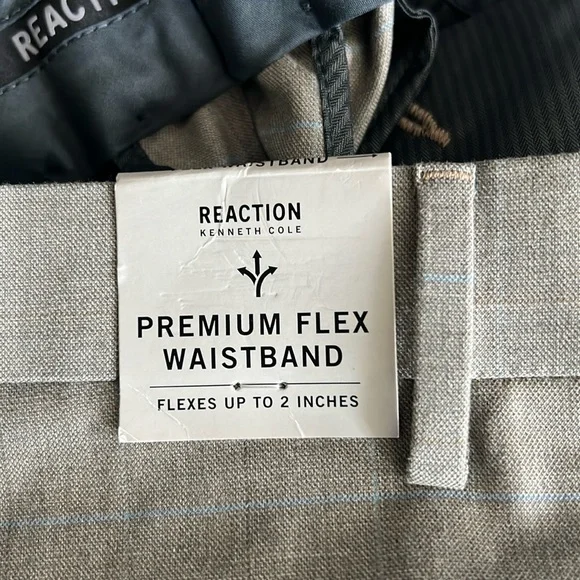 REACTI
WAISTBAND
REACTION
KENNETH COLE
PREMIUM FLEX
WAISTBAND
FLEXES UP TO 2 INCHES